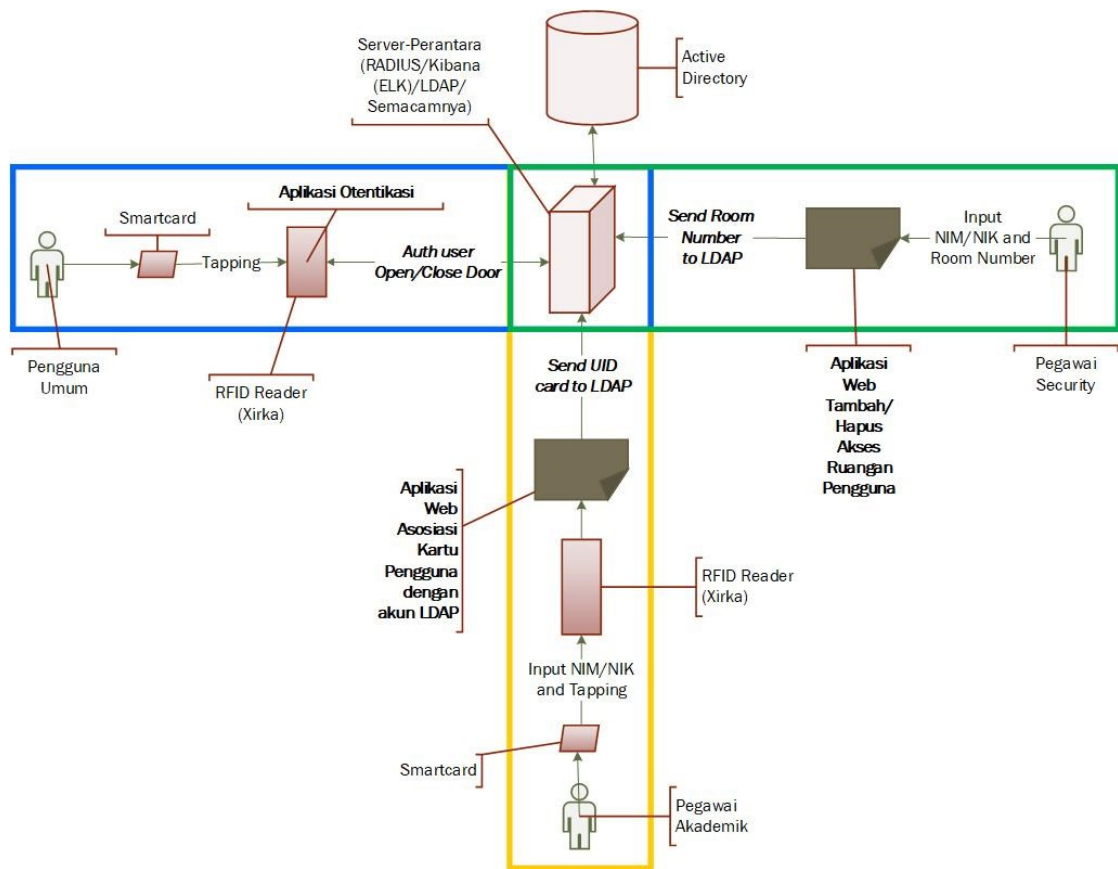 Server-Perantara
(RADIUS/Kibana
(ELK)/LDAP/
Semacamnya)
Active
Directory
Aplikasi Otentikasi
Smartcard
Tapping
Auth user
Open/Close Door
Send Room
Number
to LDAP
Input
NIM/NIK and
Room Number
Pengguna
Umum
RFID Reader
(Xirka)
Send UID
card to LDAP
Aplikasi
Web
Tambah/
Hapus
Akses
Ruangan
Pengguna
Pegawai
Security
Aplikasi
Web
Asosiasi
Kartu
Pengguna
dengan
akun LDAP
RFID Reader
(Xirka)
Input NIM/NIK
and Tapping
Smartcard
Pegawai
Akademik